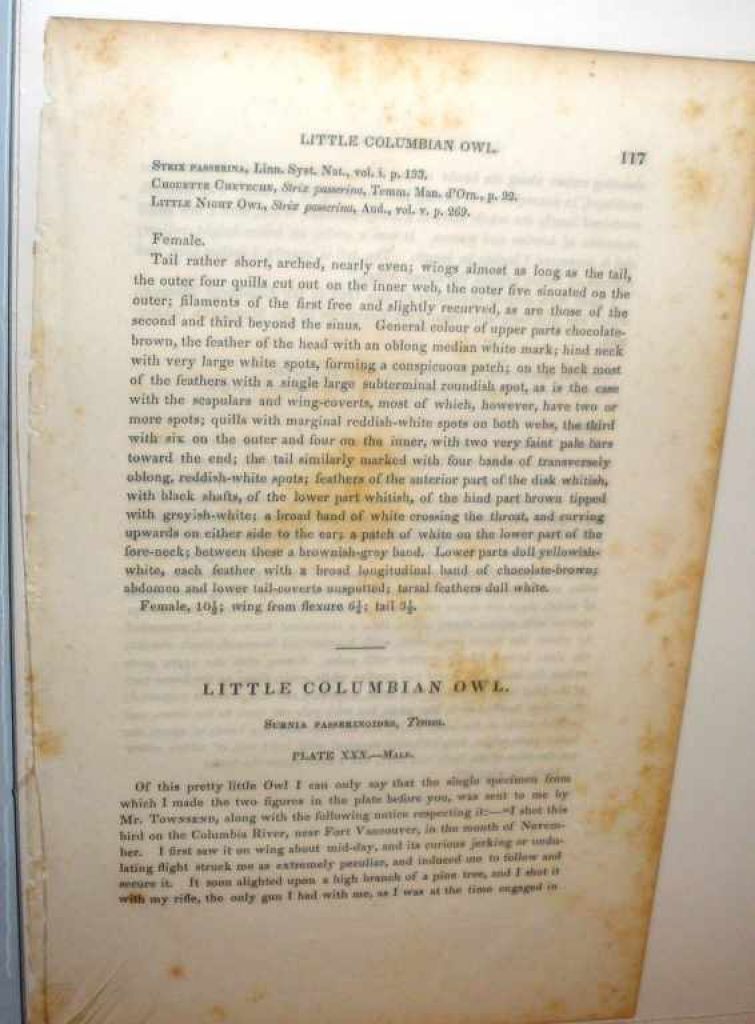 LITTLE COLUMBIAN OWL.
117
Strix passerina, Linn. Syst. Nat., vol. i. p. 133.
Chouette Cheveche, Strix passerina, Temm. Man. d'Orn., p. 92.
Little Night Owl, Strix passerina, Aud., vol. v. p. 269.
Female.
Tail rather short, arched, nearly even; wings almost as long as the tail,
the outer four quills cut out on the inner web, the outer five sinuated on the
outer; filaments of the first free and slightly recurved, as are those of the
second and third beyond the sinus. General colour of upper parts chocolate-
brown, the feather of the head with an oblong median white mark; hind neck
with very large white spots, forming a conspicuous patch; on the back most
of the feathers with a single large subterminal roundish spot, as is the case
with the scapulars and wing-coverts, most of which, however, have two or
more spots; quills with marginal reddish-white spots on both webs, the third
with six on the outer and four on the inner, with two very faint pale bars
toward the end; the tail similarly marked with four bands of transversely
oblong, reddish-white spots; feathers of the anterior part of the disk whitish,
with black shafts, of the lower part whitish, of the hind part brown tipped
with greyish-white; a broad band of white crossing the throat, and curving
upwards on either side to the ear; a patch of white on the lower part of the
fore-neck; between these a brownish-gray band. Lower parts dull yellowish-
white, each feather with a broad longitudinal band of chocolate-brown;
abdomen and lower tail-coverts unspotted; tarsal feathers dull white.
Female, 10½; wing from flexure 6¼; tail 3½.
LITTLE COLUMBIAN OWL.
Surnia passerinoides, Temm.
PLATE XXX.—Male.
Of this pretty little Owl I can only say that the single specimen from
which I made the two figures in the plate before you, was sent to me by
Mr. Townsend, along with the following notice respecting it:—"I shot this
bird on the Columbia River, near Fort Vancouver, in the month of Novem-
ber. I first saw it on wing about mid-day, and its curious jerking or undu-
lating flight struck me as extremely peculiar, and induced me to follow and
secure it. It soon alighted upon a high branch of a pine tree, and I shot it
with my rifle, the only gun I had with me, as I was at the time engaged in